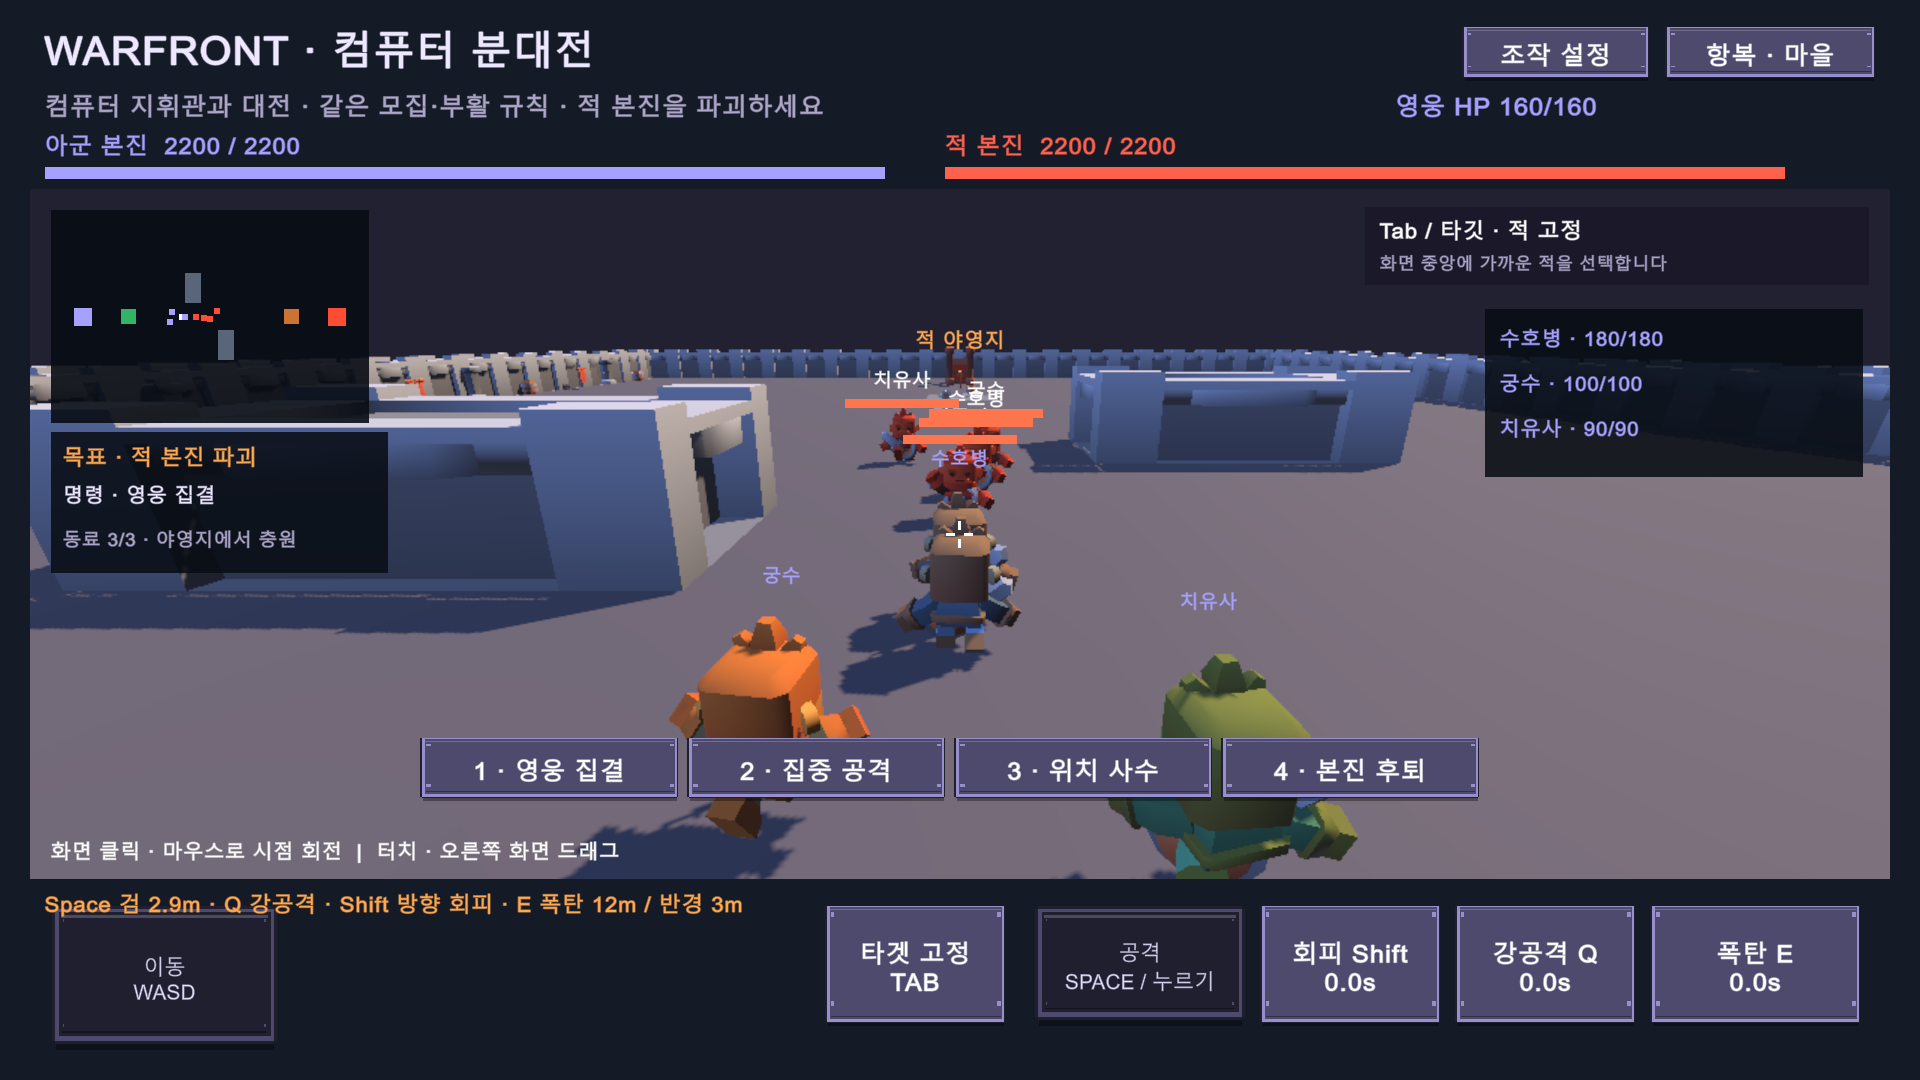 WARFRONT · 컴퓨터 분대전
조작 설정
항복 · 마을
컴퓨터 지휘관과 대전 · 같은 모집·부활 규칙 · 적 본진을 파괴하세요
영웅 HP 160/160
아군 본진 2200 / 2200
적 본진 2200 / 2200
Tab / 타깃 · 적 고정
화면 중앙에 가까운 적을 선택합니다
수호병 · 180/180
궁수 · 100/100
치유사 · 90/90
적 야영지
치유사
궁수
수호병
수호병
목표 · 적 본진 파괴
명령 · 영웅 집결
동료 3/3 · 야영지에서 충원
궁수
치유사
1 · 영웅 집결
2 · 집중 공격
3 · 위치 사수
4 · 본진 후퇴
화면 클릭 · 마우스로 시점 회전 | 터치 · 오른쪽 화면 드래그
Space 검 2.9m · Q 강공격 · Shift 방향 회피 · E 폭탄 12m / 반경 3m
이동
WASD
타겟 고정
TAB
공격
SPACE / 누르기
회피 Shift
0.0s
강공격 Q
0.0s
폭탄 E
0.0s